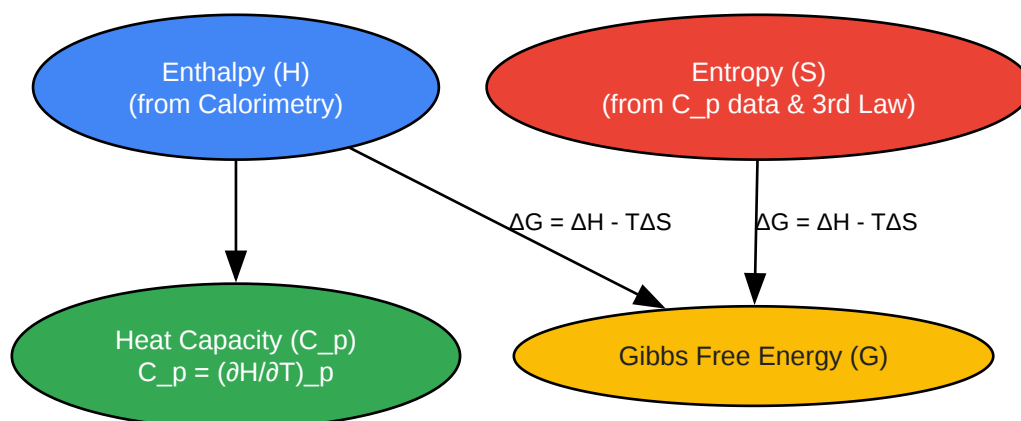 Enthalpy (H)
(from Calorimetry)
Entropy (S)
(from C_p data & 3rd Law)
ΔG = ΔH - TΔS
ΔG = ΔH - TΔS
Heat Capacity (C_p)
C_p = (∂H/∂T)_p
Gibbs Free Energy (G)